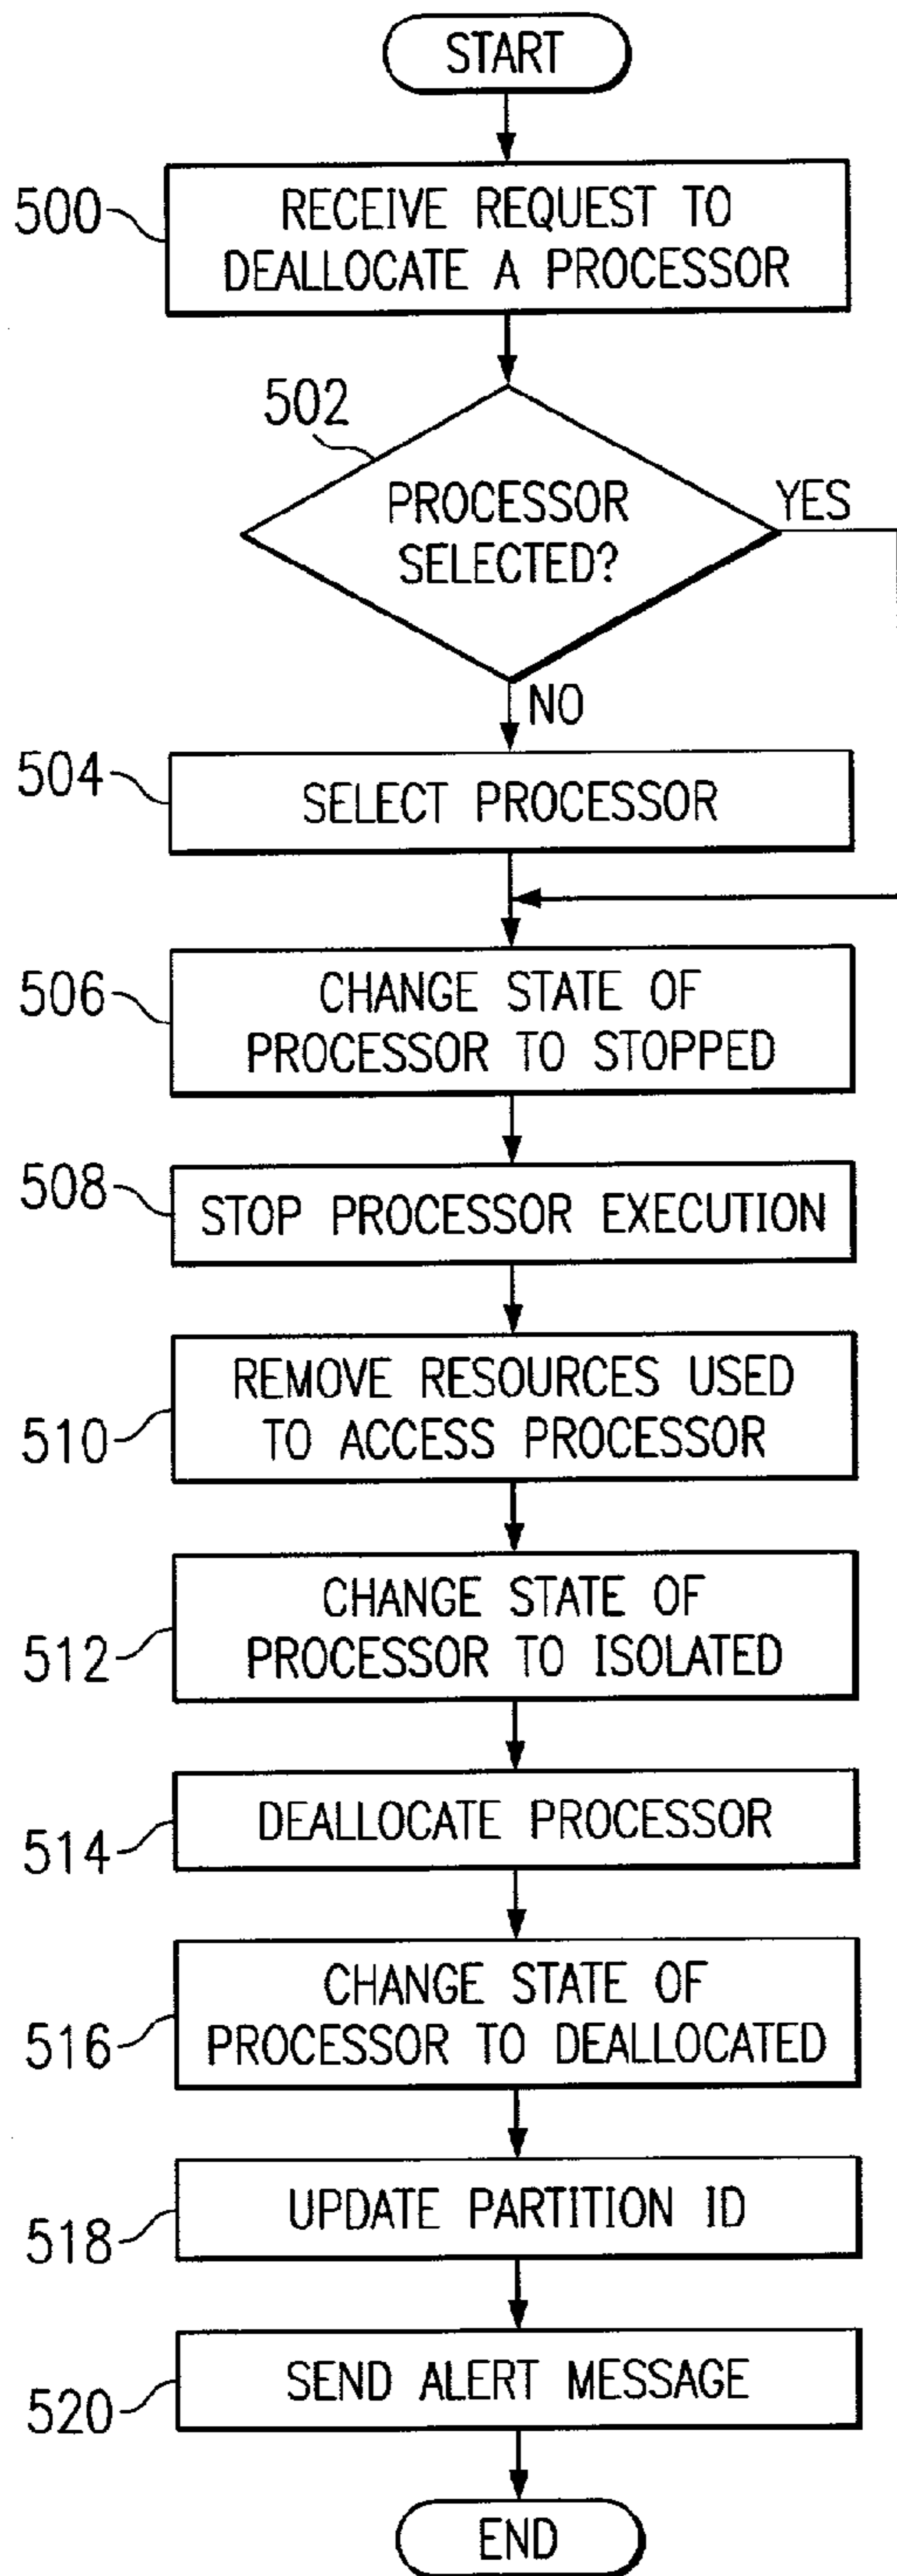 START
500
RECEIVE REQUEST TO
DEALLOCATE A PROCESSOR
502
PROCESSOR
SELECTED?
YES
NO
504
SELECT PROCESSOR
506
CHANGE STATE OF
PROCESSOR TO STOPPED
508
STOP PROCESSOR EXECUTION
510
REMOVE RESOURCES USED
TO ACCESS PROCESSOR
512
CHANGE STATE OF
PROCESSOR TO ISOLATED
514
DEALLOCATE PROCESSOR
516
CHANGE STATE OF
PROCESSOR TO DEALLOCATED
518
UPDATE PARTITION ID
520
SEND ALERT MESSAGE
END